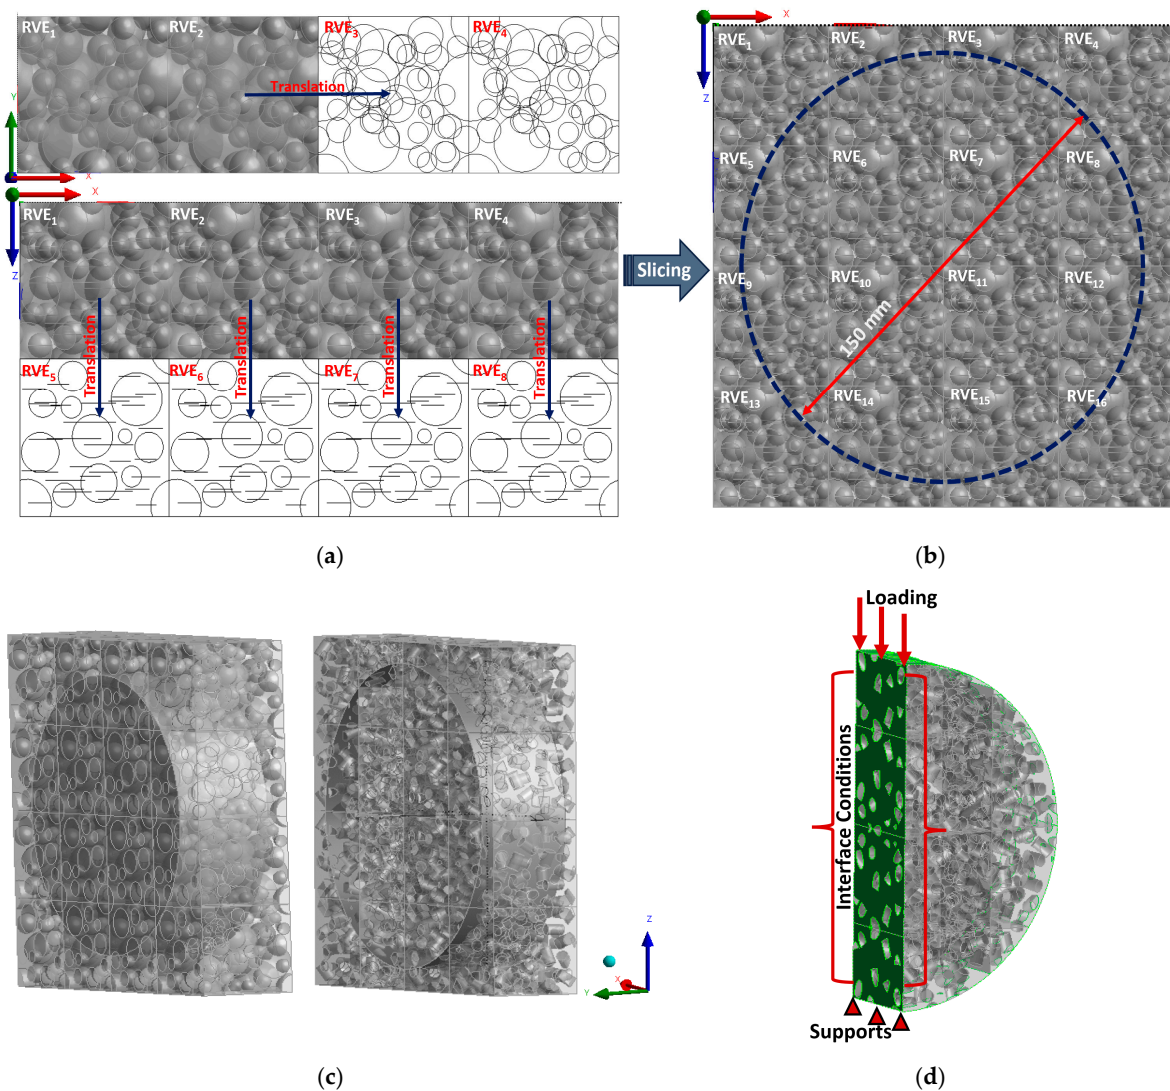 RVE1 RVE2 RVE3 RVE4
Translation
Y
X
X
Z
RVE1 RVE2 RVE3 RVE4
Translation Translation Translation Translation
RVE5 RVE6 RVE7 RVE8
(a)
Slicing
X
Z
RVE1 RVE2 RVE3 RVE4
RVE5 RVE6 RVE7 RVE8
RVE9 RVE10 RVE11 RVE12
150 mm
RVE13 RVE14 RVE15 RVE16
(b)
Z
X
Y
(c)
Loading
Interface Conditions
Supports
(d)